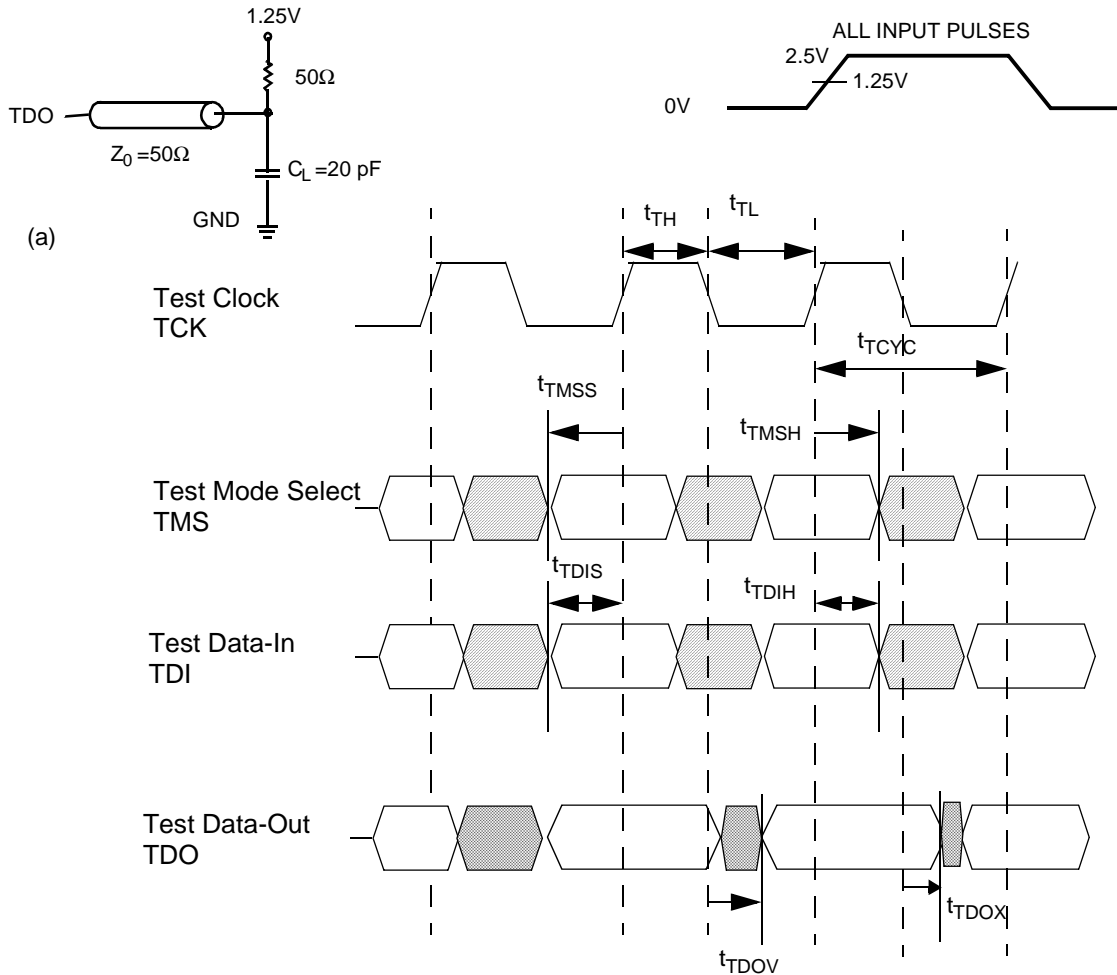 1.25V
50Ω
TDO
Z0 =50Ω
CL =20 pF
GND
(a)
ALL INPUT PULSES
2.5V
1.25V
0V
tTH
tTL
Test Clock
TCK
tTCYC
tTMSS
tTMSH
Test Mode Select
TMS
tTDIS
tTDIH
Test Data-In
TDI
Test Data-Out
TDO
tTDOX
tTDOV